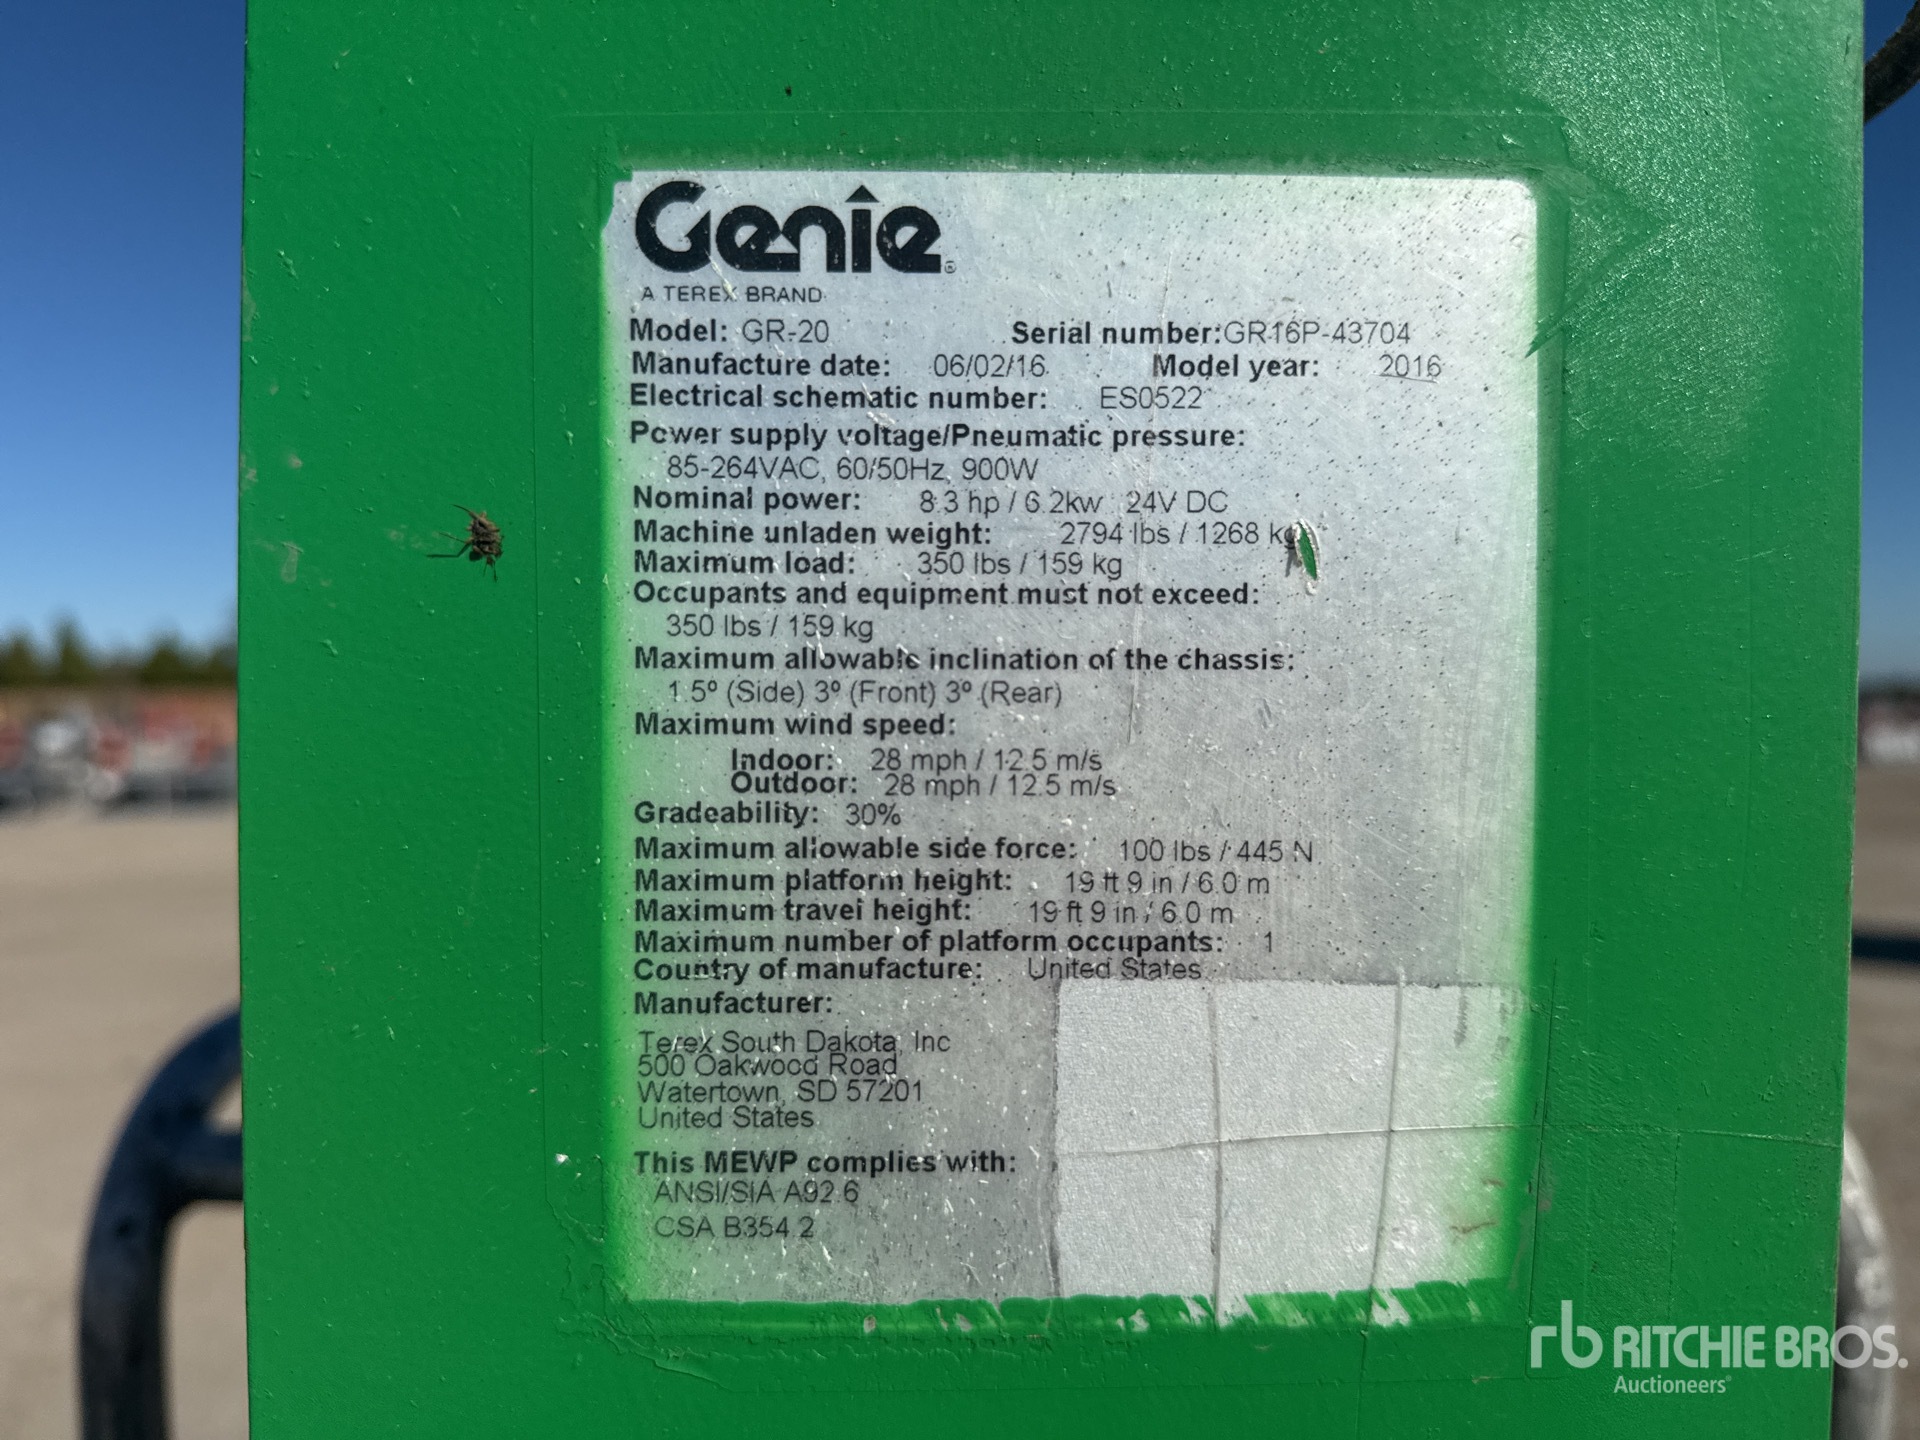 Genie®
A TEREX BRAND
Model: GR-20 Serial number: GR16P-43704
Manufacture date: 06/02/16 Model year: 2016
Electrical schematic number: ES0522
Power supply voltage/Pneumatic pressure:
85-264VAC, 60/50Hz, 900W
Nominal power: 8.3 hp / 6.2kw 24V DC
Machine unladen weight: 2794 lbs / 1268 kg
Maximum load: 350 lbs / 159 kg
Occupants and equipment must not exceed:
350 lbs / 159 kg
Maximum allowable inclination of the chassis:
1.5º (Side) 3º (Front) 3º (Rear)
Maximum wind speed:
Indoor: 28 mph / 12.5 m/s
Outdoor: 28 mph / 12.5 m/s
Gradeability: 30%
Maximum allowable side force: 100 lbs / 445 N
Maximum platform height: 19 ft 9 in / 6.0 m
Maximum travel height: 19 ft 9 in / 6.0 m
Maximum number of platform occupants: 1
Country of manufacture: United States
Manufacturer:
Terex South Dakota, Inc
500 Oakwood Road
Watertown, SD 57201
United States
This MEWP complies with:
ANSI/SIA A92.6
CSA B354.2
rb RITCHIE BROS.
Auctioneers®